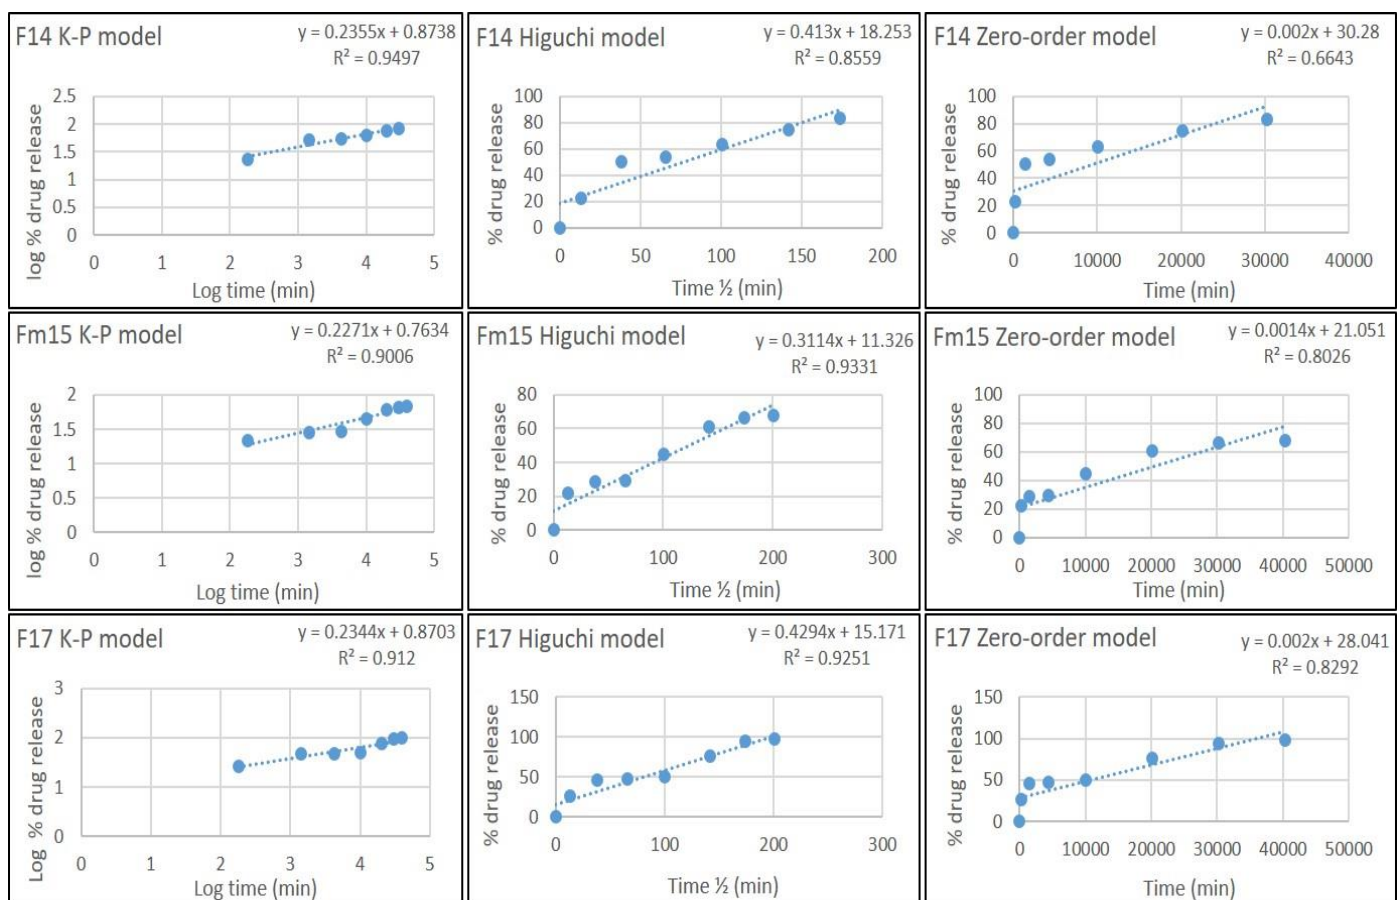 F14 K-P model
y = 0.2355x + 0.8738
R² = 0.9497
log % drug release
2.5
2
1.5
1
0.5
0
0 1 2 3 4 5
Log time (min)
F14 Higuchi model
y = 0.413x + 18.253
R² = 0.8559
% drug release
100
80
60
40
20
0
0 50 100 150 200
Time ½ (min)
F14 Zero-order model
y = 0.002x + 30.28
R² = 0.6643
% drug release
100
80
60
40
20
0
0 10000 20000 30000 40000
Time (min)
Fm15 K-P model
y = 0.2271x + 0.7634
R² = 0.9006
log % drug release
2
1.5
1
0.5
0
0 1 2 3 4 5
Log time (min)
Fm15 Higuchi model
y = 0.3114x + 11.326
R² = 0.9331
% drug release
80
60
40
20
0
0 100 200 300
Time ½ (min)
Fm15 Zero-order model
y = 0.0014x + 21.051
R² = 0.8026
% drug release
100
80
60
40
20
0
0 10000 20000 30000 40000 50000
Time (min)
F17 K-P model
y = 0.2344x + 0.8703
R² = 0.912
Log % drug release
3
2
1
0
0 1 2 3 4 5
Log time (min)
F17 Higuchi model
y = 0.4294x + 15.171
R² = 0.9251
% drug release
150
100
50
0
0 100 200 300
Time ½ (min)
F17 Zero-order model
y = 0.002x + 28.041
R² = 0.8292
% drug release
150
100
50
0
0 10000 20000 30000 40000 50000
Time (min)